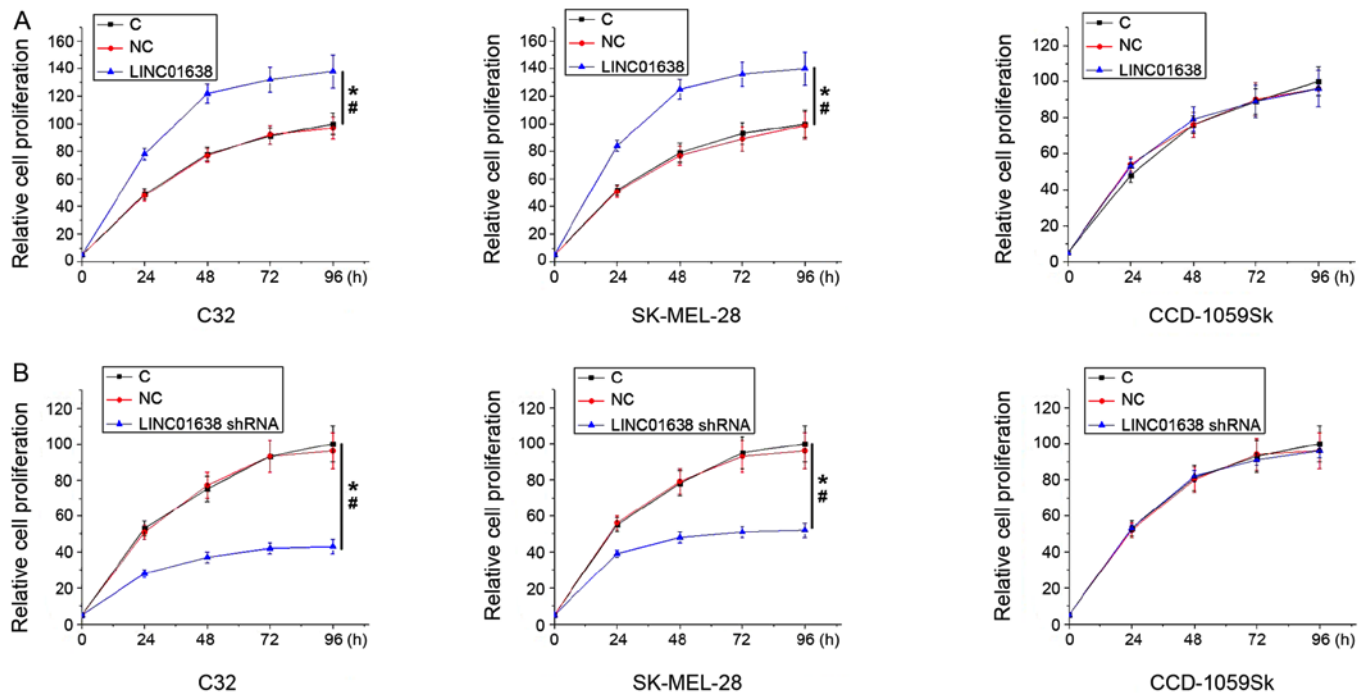 A
Relative cell proliferation
160
140
120
100
80
60
40
20
0
C
NC
LINC01638
*
#
0 24 48 72 96 (h)
C32
Relative cell proliferation
160
140
120
100
80
60
40
20
0
C
NC
LINC01638
*
#
0 24 48 72 96 (h)
SK-MEL-28
Relative cell proliferation
120
100
80
60
40
20
0
C
NC
LINC01638
0 24 48 72 96 (h)
CCD-1059Sk
B
Relative cell proliferation
120
100
80
60
40
20
0
C
NC
LINC01638 shRNA
*
#
0 24 48 72 96 (h)
C32
Relative cell proliferation
120
100
80
60
40
20
0
C
NC
LINC01638 shRNA
*
#
0 24 48 72 96 (h)
SK-MEL-28
Relative cell proliferation
120
100
80
60
40
20
0
C
NC
LINC01638 shRNA
0 24 48 72 96 (h)
CCD-1059Sk